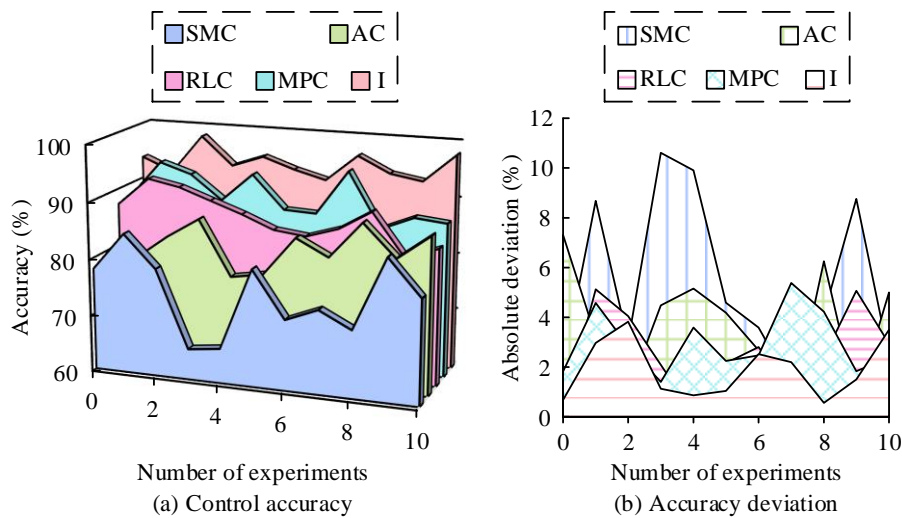 SMC AC
RLC MPC I
Accuracy (%)
100
90
80
70
60
0 2 4 6 8 10
Number of experiments
(a) Control accuracy
SMC AC
RLC MPC I
Absolute deviation (%)
12
10
8
6
4
2
0
0 2 4 6 8 10
Number of experiments
(b) Accuracy deviation